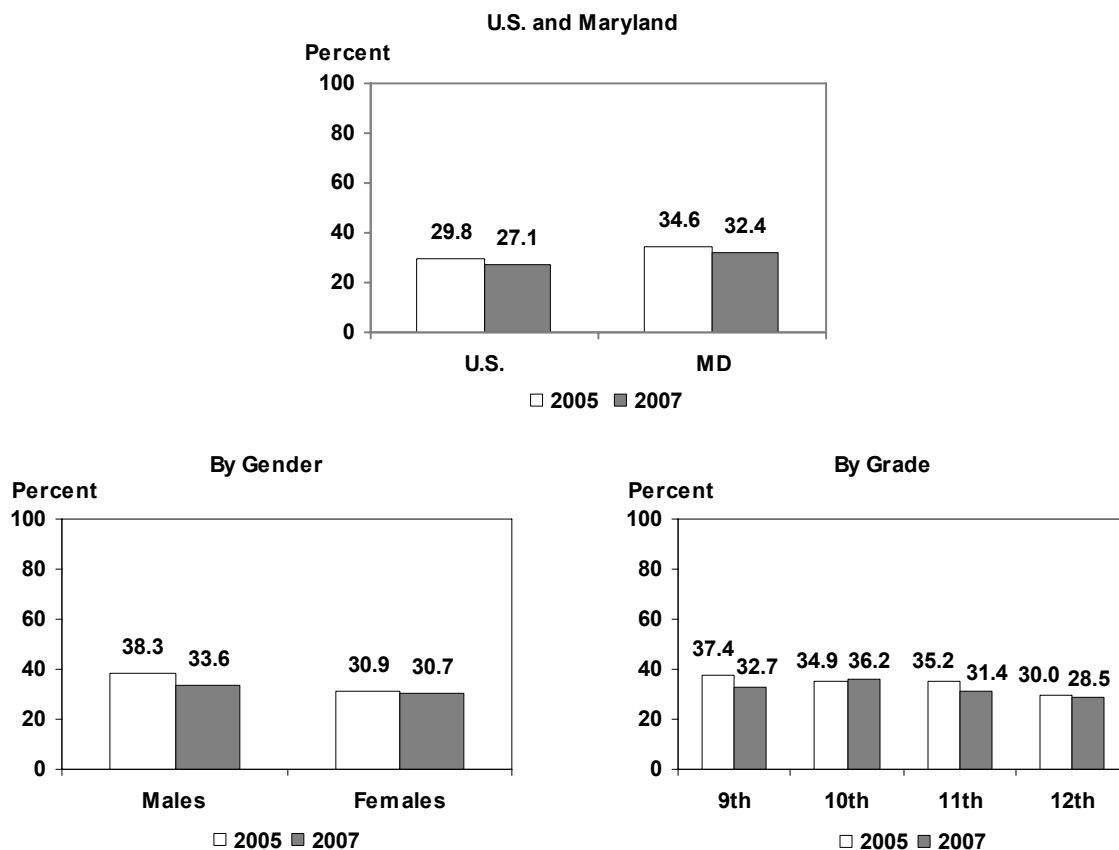 U.S. and Maryland
Percent
100
80
60
40
20
0
29.8 27.1 34.6 32.4
U.S. MD
2005 2007
By Gender
Percent
100
80
60
40
20
0
38.3 33.6 30.9 30.7
Males Females
2005 2007
By Grade
Percent
100
80
60
40
20
0
37.4 32.7 34.9 36.2 35.2 31.4 30.0 28.5
9th 10th 11th 12th
2005 2007